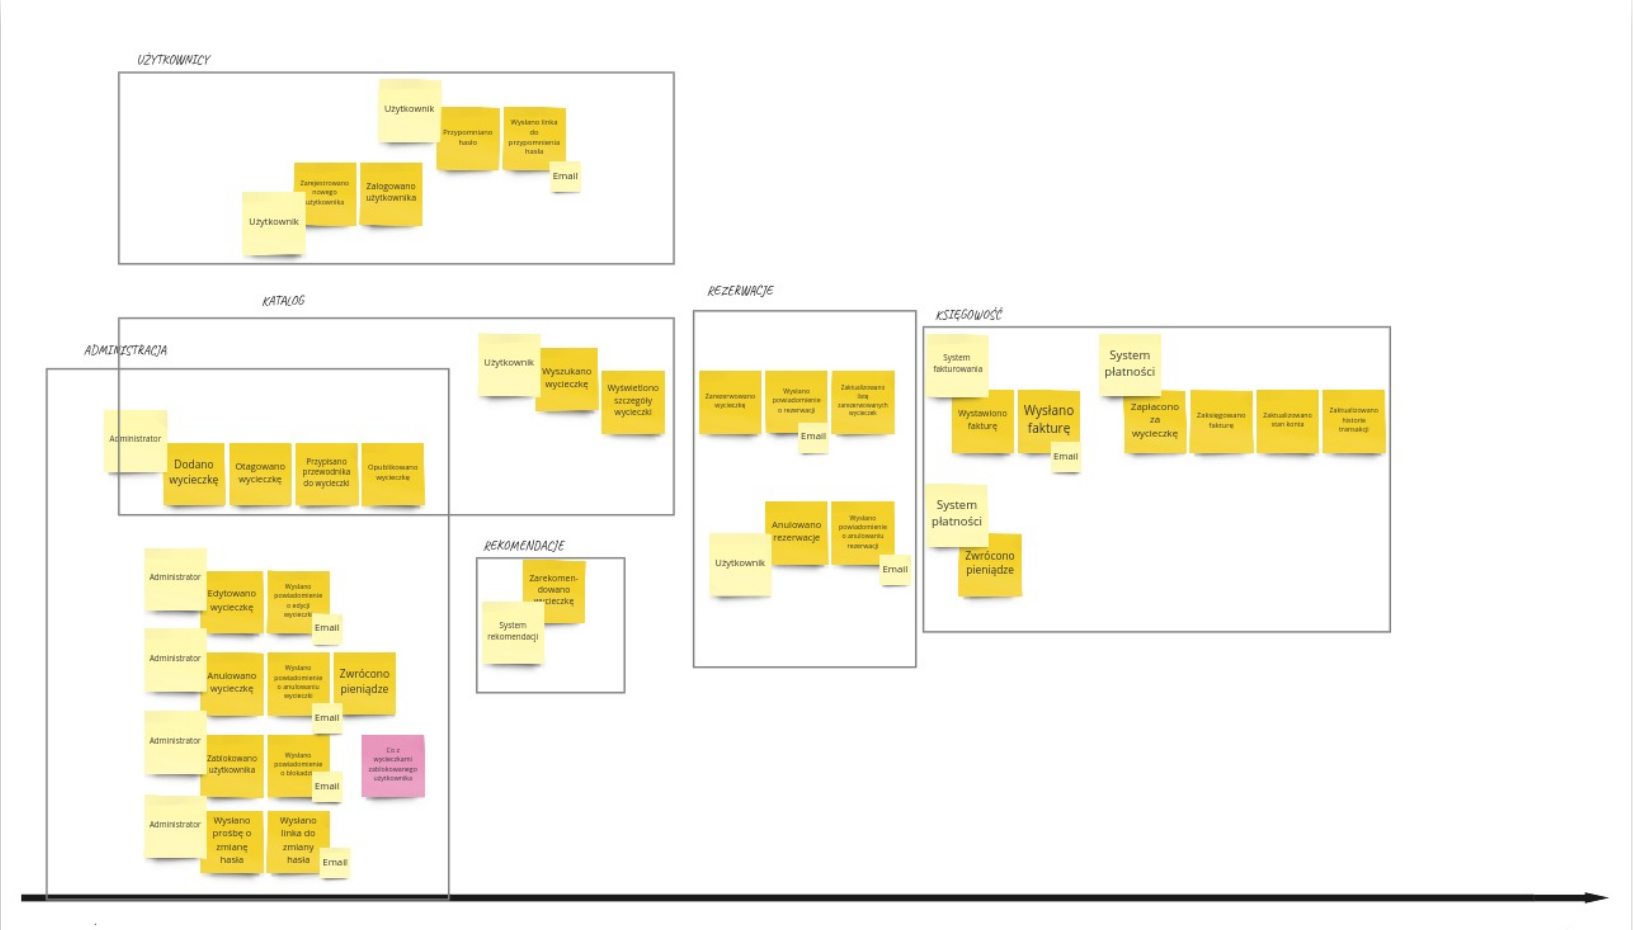 UŻYTKOWNICY
Użytkownik
Przypomniano
hasło
Wysłano linka
do
przypomnienia
hasła
Email
Zarejestrowano
nowego
użytkownika
Zalogowano
użytkownika
Użytkownik
KATALOG
Użytkownik
Wyszukano
wycieczkę
Wyświetlono
szczegóły
wycieczki
ADMINISTRACJA
Administrator
Dodano
wycieczkę
Otagowano
wycieczkę
Przypisano
przewodnika
do wycieczki
Opublikowano
wycieczkę
Administrator
Edytowano
wycieczkę
Wysłano
powiadomienie
o edycji
wycieczki
Email
Administrator
Anulowano
wycieczkę
Wysłano
powiadomienie
o anulowaniu
wycieczki
Email
Zwrócono
pieniądze
Administrator
Zablokowano
użytkownika
Wysłano
powiadomienie
o blokadzie
Email
Co z
wycieczkami
zablokowanego
użytkownika
Administrator
Wysłano
prośbę o
zmianę
hasła
Wysłano
linka do
zmiany
hasła
Email
REKOMENDACJE
Zarekomen-
dowano
wycieczkę
System
rekomendacji
REZERWACJE
Zarezerwowano
wycieczkę
Wysłano
powiadomienie
o rezerwacji
Email
Zaktualizowano
listę
zarezerwowanych
wycieczek
Użytkownik
Anulowano
rezerwacje
Wysłano
powiadomienie
o anulowaniu
rezerwacji
Email
KSIĘGOWOŚĆ
System
fakturowania
Wystawiono
fakturę
Wysłano
fakturę
Email
System
płatności
Zapłacono
za
wycieczkę
Zaksięgowano
fakturę
Zaktualizowano
stan konta
Zaktualizowano
historie
transakcji
System
płatności
Zwrócono
pieniądze